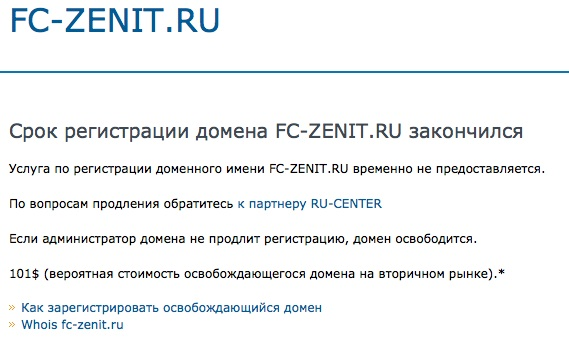 FC-ZENIT.RU
Срок регистрации домена FC-ZENIT.RU закончился
Услуга по регистрации доменного имени FC-ZENIT.RU временно не предоставляется.
По вопросам продления обратитесь к партнеру RU-CENTER
Если администратор домена не продлит регистрацию, домен освободится.
101$ (вероятная стоимость освобождающегося домена на вторичном рынке).*
» Как зарегистрировать освобождающийся домен
» Whois fc-zenit.ru